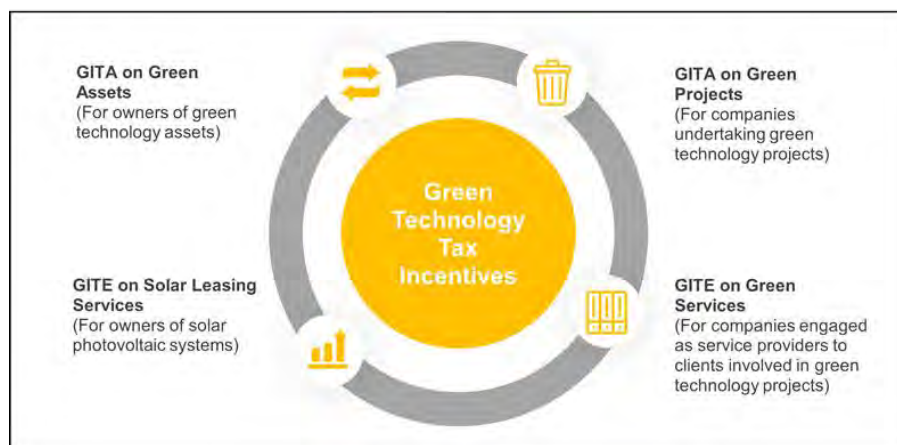 GITA on Green
Assets
(For owners of green
technology assets)
GITA on Green
Projects
(For companies
undertaking green
technology projects)
Green
Technology
Tax
Incentives
GITE on Solar Leasing
Services
(For owners of solar
photovoltaic systems)
GITE on Green
Services
(For companies engaged
as service providers to
clients involved in green
technology projects)